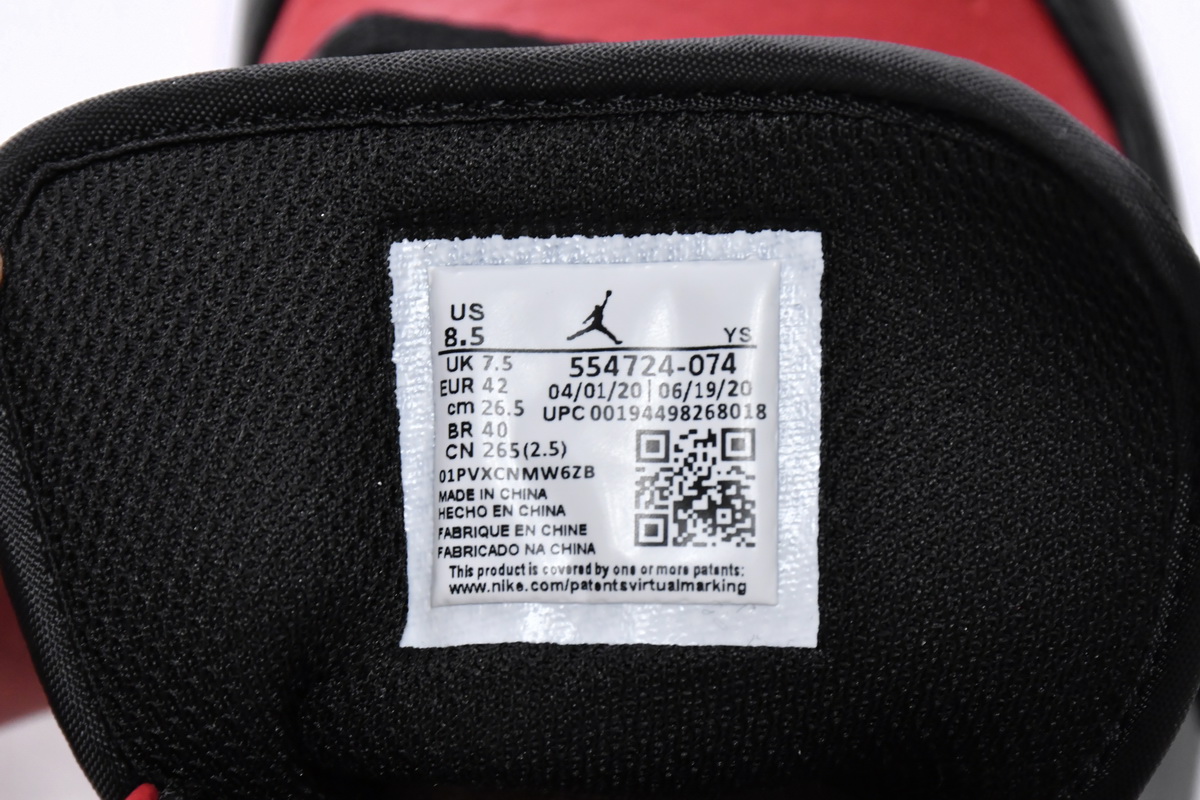 US
8.5 YS
UK 7.5 554724-074
EUR 42 04/01/20 | 06/19/20
cm 26.5 UPC 00194498268018
BR 40
CN 265(2.5)
01PVXCNMW6ZB
MADE IN CHINA
HECHO EN CHINA
FABRIQUE EN CHINE
FABRICADO NA CHINA
This product is covered by one or more patents:
www.nike.com/patentsvirtualmarking